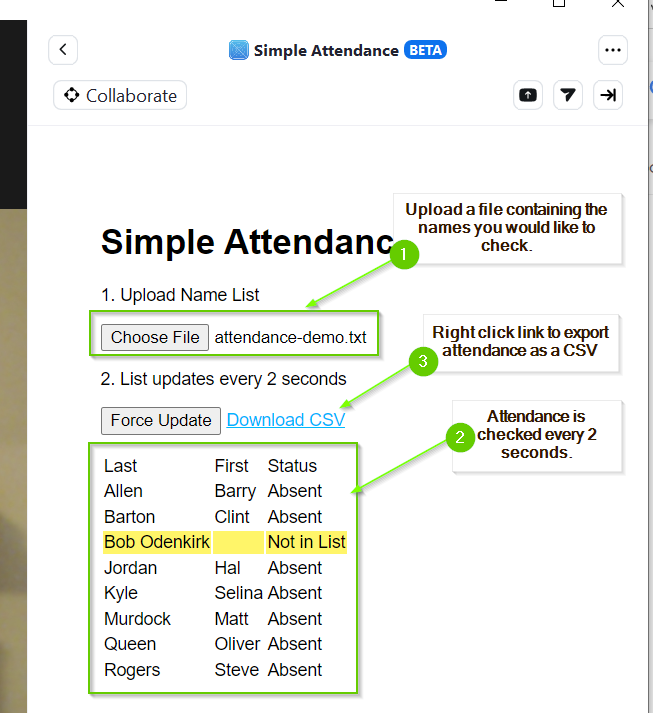 Simple Attendance BETA
Collaborate
Upload a file containing the
names you would like to
check.
Simple Attendanc
1
1. Upload Name List
Choose File attendance-demo.txt
Right click link to export
attendance as a CSV
3
2. List updates every 2 seconds
Force Update Download CSV
Attendance is
checked every 2
seconds.
2
Last First Status
Allen Barry Absent
Barton Clint Absent
Bob Odenkirk Not in List
Jordan Hal Absent
Kyle Selina Absent
Murdock Matt Absent
Queen Oliver Absent
Rogers Steve Absent